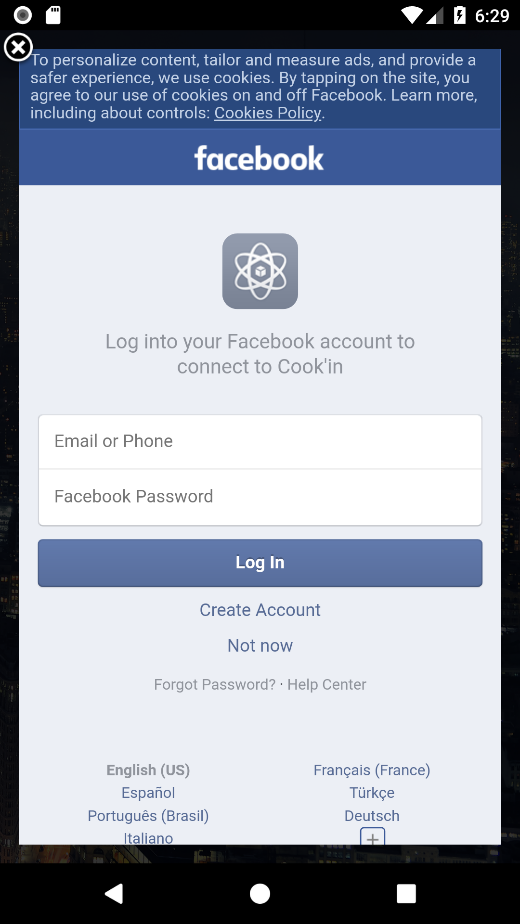 6:29
To personalize content, tailor and measure ads, and provide a
safer experience, we use cookies. By tapping on the site, you
agree to our use of cookies on and off Facebook. Learn more,
including about controls: Cookies Policy.
facebook
Log into your Facebook account to
connect to Cook'in
Email or Phone
Facebook Password
Log In
Create Account
Not now
Forgot Password? · Help Center
English (US)
Français (France)
Español
Türkçe
Português (Brasil)
Deutsch
Italiano